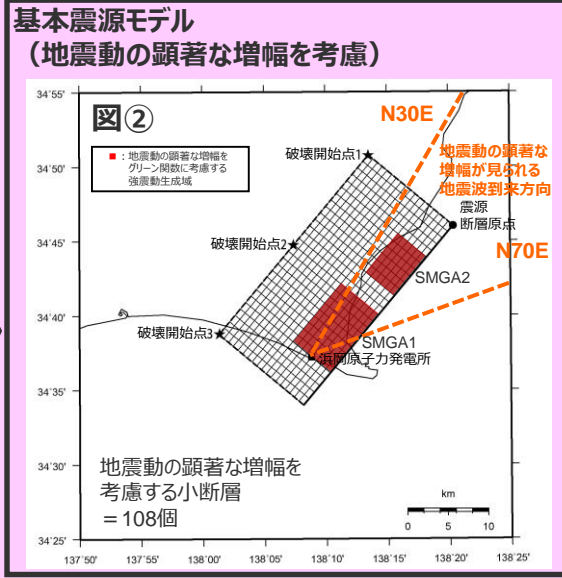 基本震源モデル
（地震動の顕著な増幅を考慮）
34°55'
図②
N30E
■ : 地震動の顕著な増幅を
グリーン関数に考慮する
強震動生成域
破壊開始点1
地震動の顕著な
増幅が見られる
地震波到来方向
34°50'
震源
断層原点
34°45'
破壊開始点2
N70E
SMGA2
34°40'
破壊開始点3
SMGA1
浜岡原子力発電所
34°35'
34°30'
地震動の顕著な増幅を
考慮する小断層
＝108個
km
0 5 10
34°25'
137°50' 137°55' 138°00' 138°05' 138°10' 138°15' 138°20' 138°25'